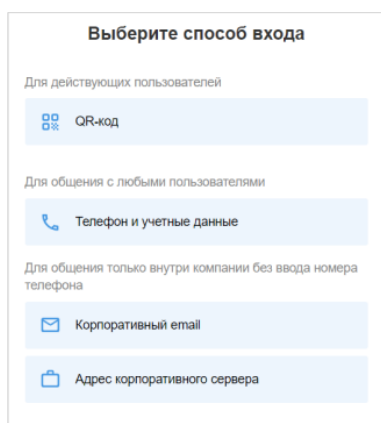 Выберите способ входа
Для действующих пользователей
QR-код
Для общения с любыми пользователями
Телефон и учетные данные
Для общения только внутри компании без ввода номера
телефона
Корпоративный email
Адрес корпоративного сервера